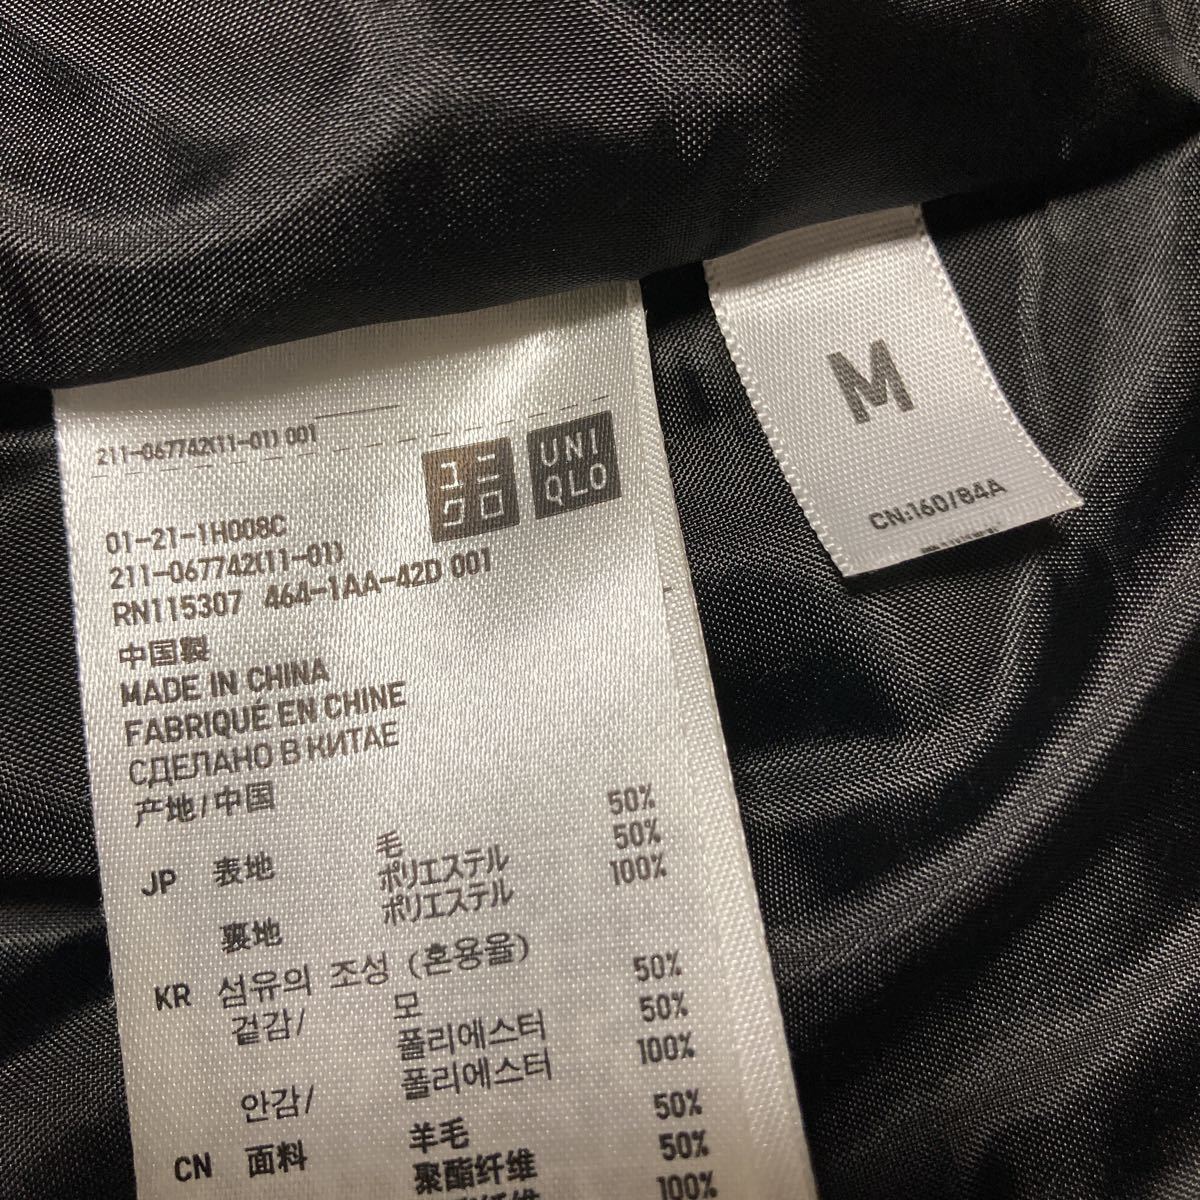 211-067742(11-01) 001
ユニ
クロ
UNI
QLO
01-21-1H008C
211-067742(11-01)
RN115307 464-1AA-42D 001
中国製
MADE IN CHINA
FABRIQUE EN CHINE
СДЕЛАНО В КИТАЕ
产地/中国
JP 表地 毛 50%
ポリエステル 50%
裏地 ポリエステル 100%
KR 섬유의 조성 (혼용율)
겉감/ 모 50%
폴리에스터 50%
안감/ 폴리에스터 100%
CN 面料 羊毛 50%
聚酯纤维 50%
聚酯纤维 100%
M
CN:160/84A